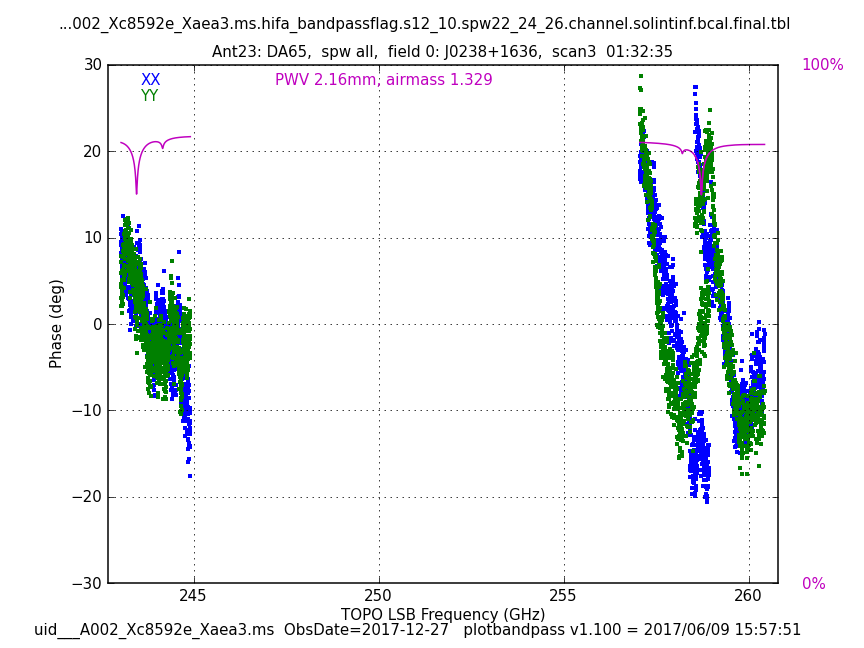 ...002_Xc8592e_Xaea3.ms.hifa_bandpassflag.s12_10.spw22_24_26.channel.solintinf.bcal.final.tbl
Ant23: DA65,  spw all,  field 0: J0238+1636,  scan3  01:32:35
30
XX
PWV 2.16mm, airmass 1.329
100%
YY
20
10
Phase (deg)
0
−10
−20
−30
0%
245
250
255
260
TOPO LSB Frequency (GHz)
uid___A002_Xc8592e_Xaea3.ms  ObsDate=2017-12-27   plotbandpass v1.100 = 2017/06/09 15:57:51